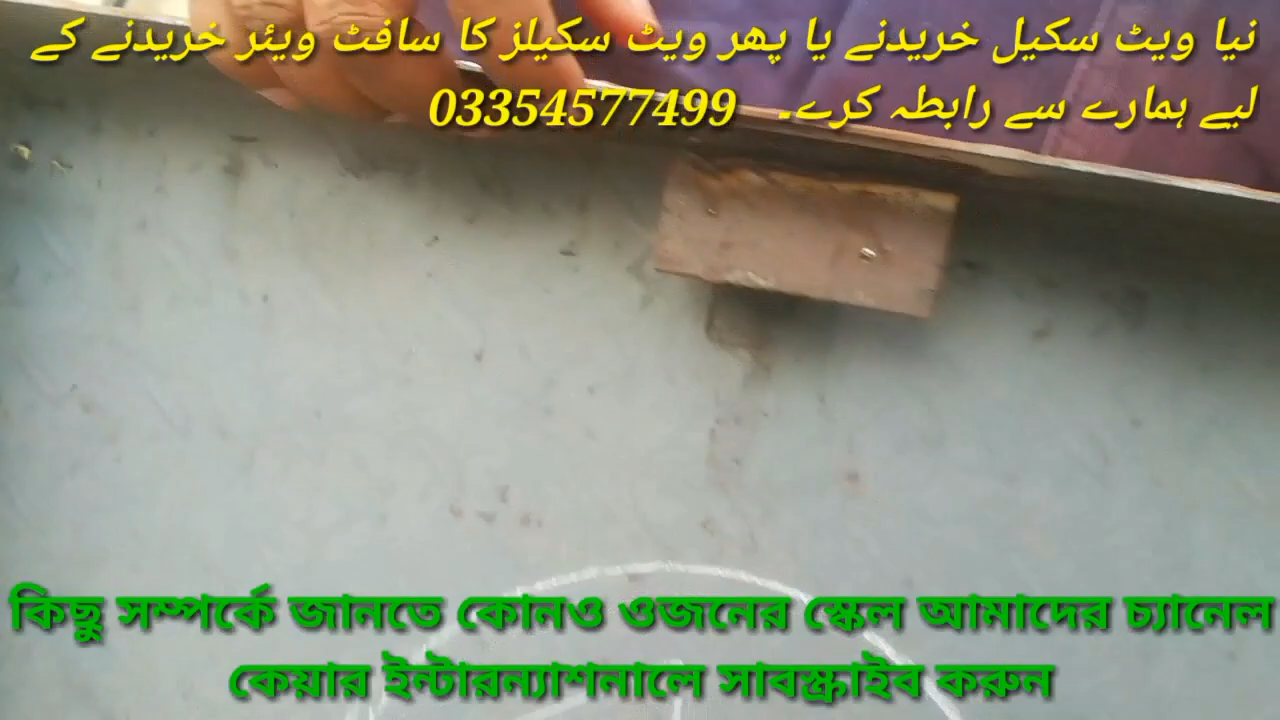 نیا ویٹ سکیل خریدنے یا پھر ویٹ سکیلز کا سافٹ ویئر خریدنے کے
لیے ہمارے سے رابطہ کرے۔ 03354577499
কিছু সম্পর্কে জানতে কোনও ওজনের স্কেল আমাদের চ্যানেল
কেয়ার ইন্টারন্যাশনালে সাবস্ক্রাইব করুন